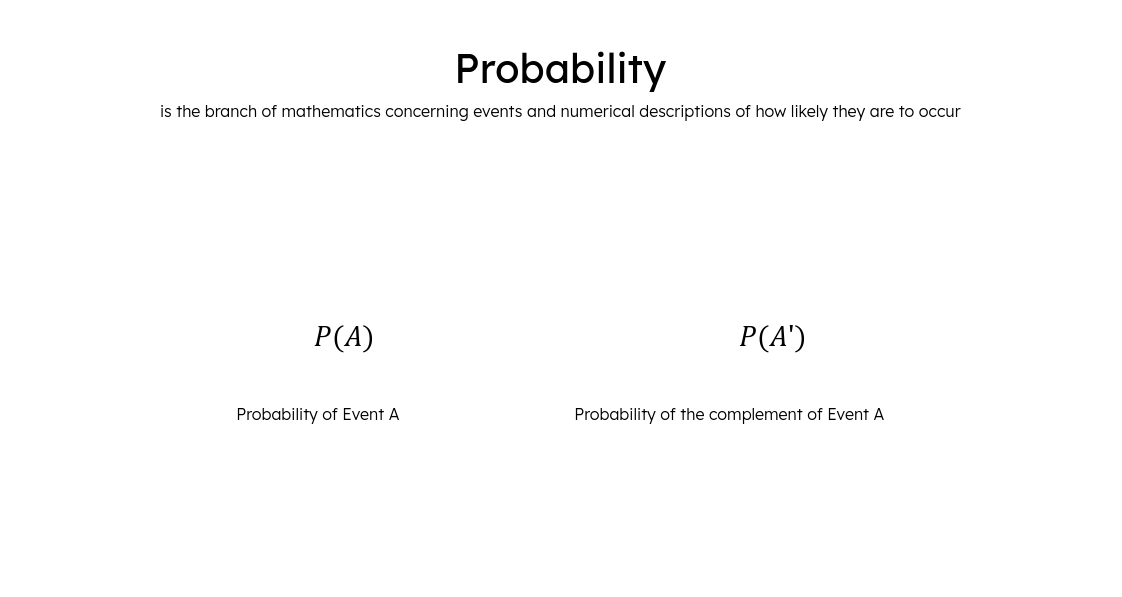 Probability
is the branch of mathematics concerning events and numerical descriptions of how likely they are to occur
P(A)
P(A')
Probability of Event A
Probability of the complement of Event A